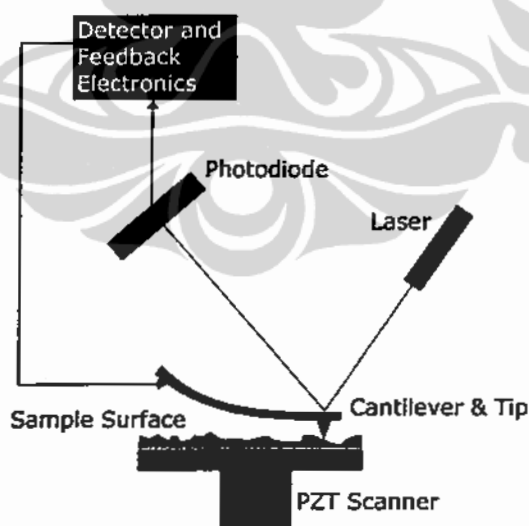 Detector and
Feedback
Electronics
Photodiode
Laser
Cantilever & Tip
Sample Surface
PZT Scanner